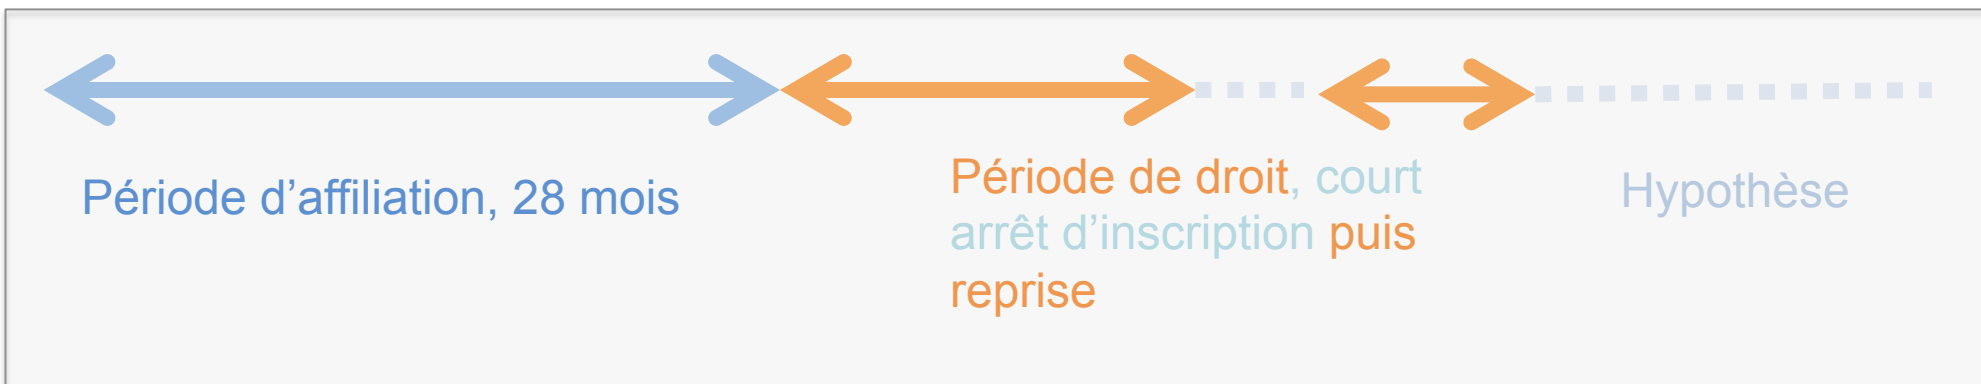 Période d’affiliation, 28 mois
Période de droit, court
arrêt d’inscription puis
reprise
Hypothèse